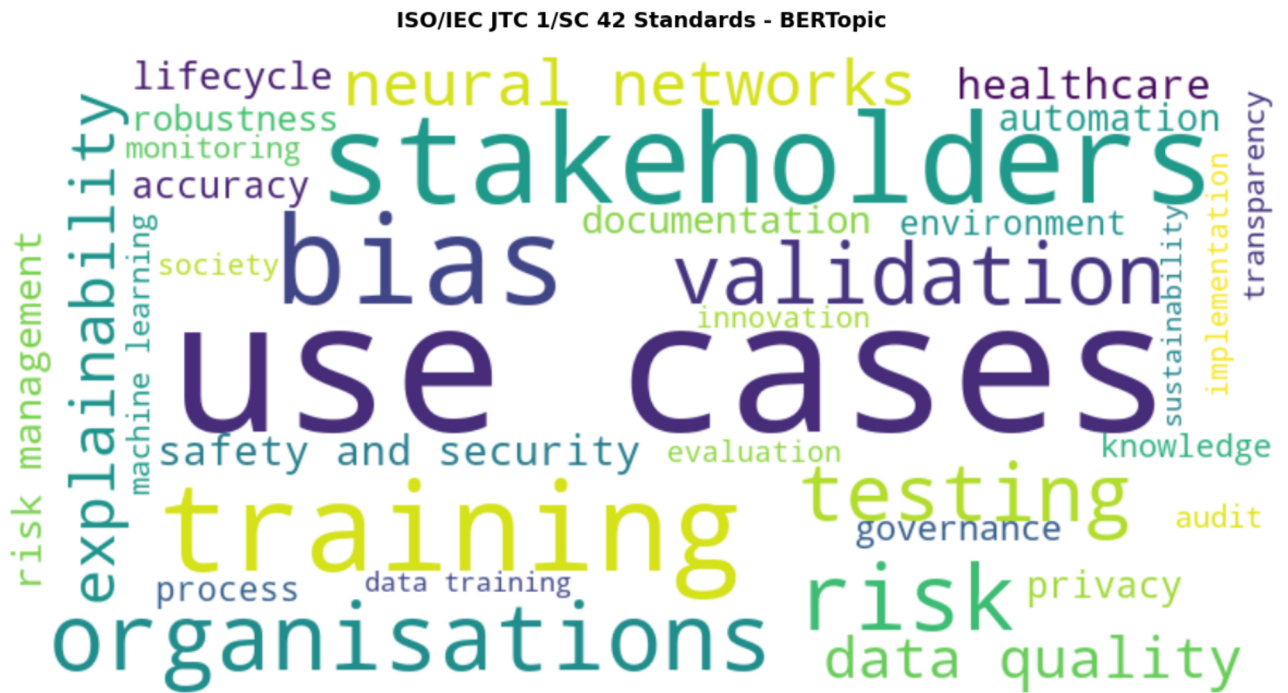 ISO/IEC JTC 1/SC 42 Standards - BERTopic
lifecycle
neural networks
healthcare
robustness
automation
monitoring
stakeholders
accuracy
transparency
explainability
documentation
environment
implementation
sustainability
machine learning
society
bias
validation
risk management
innovation
use cases
safety and security
evaluation
knowledge
training
testing
audit
governance
process
data training
risk
privacy
organisations
data quality